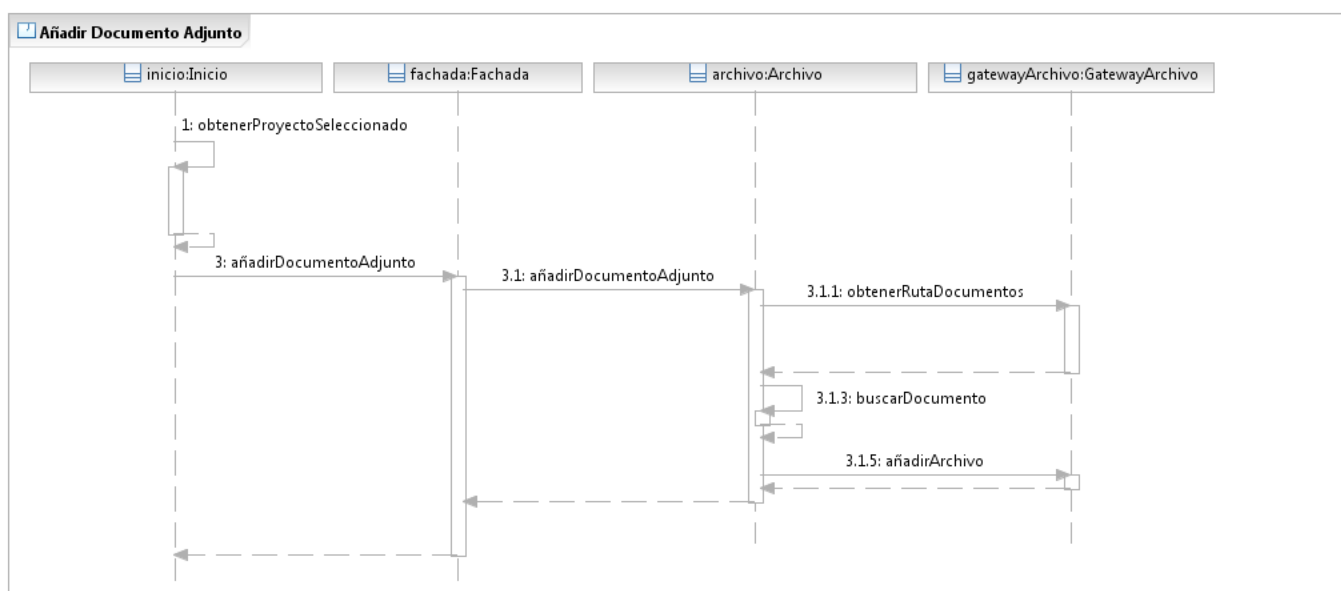 Añadir Documento Adjunto
inicio:Inicio
fachada:Fachada
archivo:Archivo
gatewayArchivo:GatewayArchivo
1: obtenerProyectoSeleccionado
3: añadirDocumentoAdjunto
3.1: añadirDocumentoAdjunto
3.1.1: obtenerRutaDocumentos
3.1.3: buscarDocumento
3.1.5: añadirArchivo